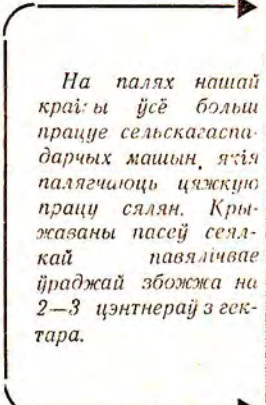 На палях нашай
краіны ўсё больш
працуе сельскагаспа-
дарчых машын, якія
палягчаюць цяжкую
працу сялян. Кры-
жаваны пасеў сеял-
кай павялічвае
ўраджай збожжа на
2—3 цэнтнераў з гек-
тара.